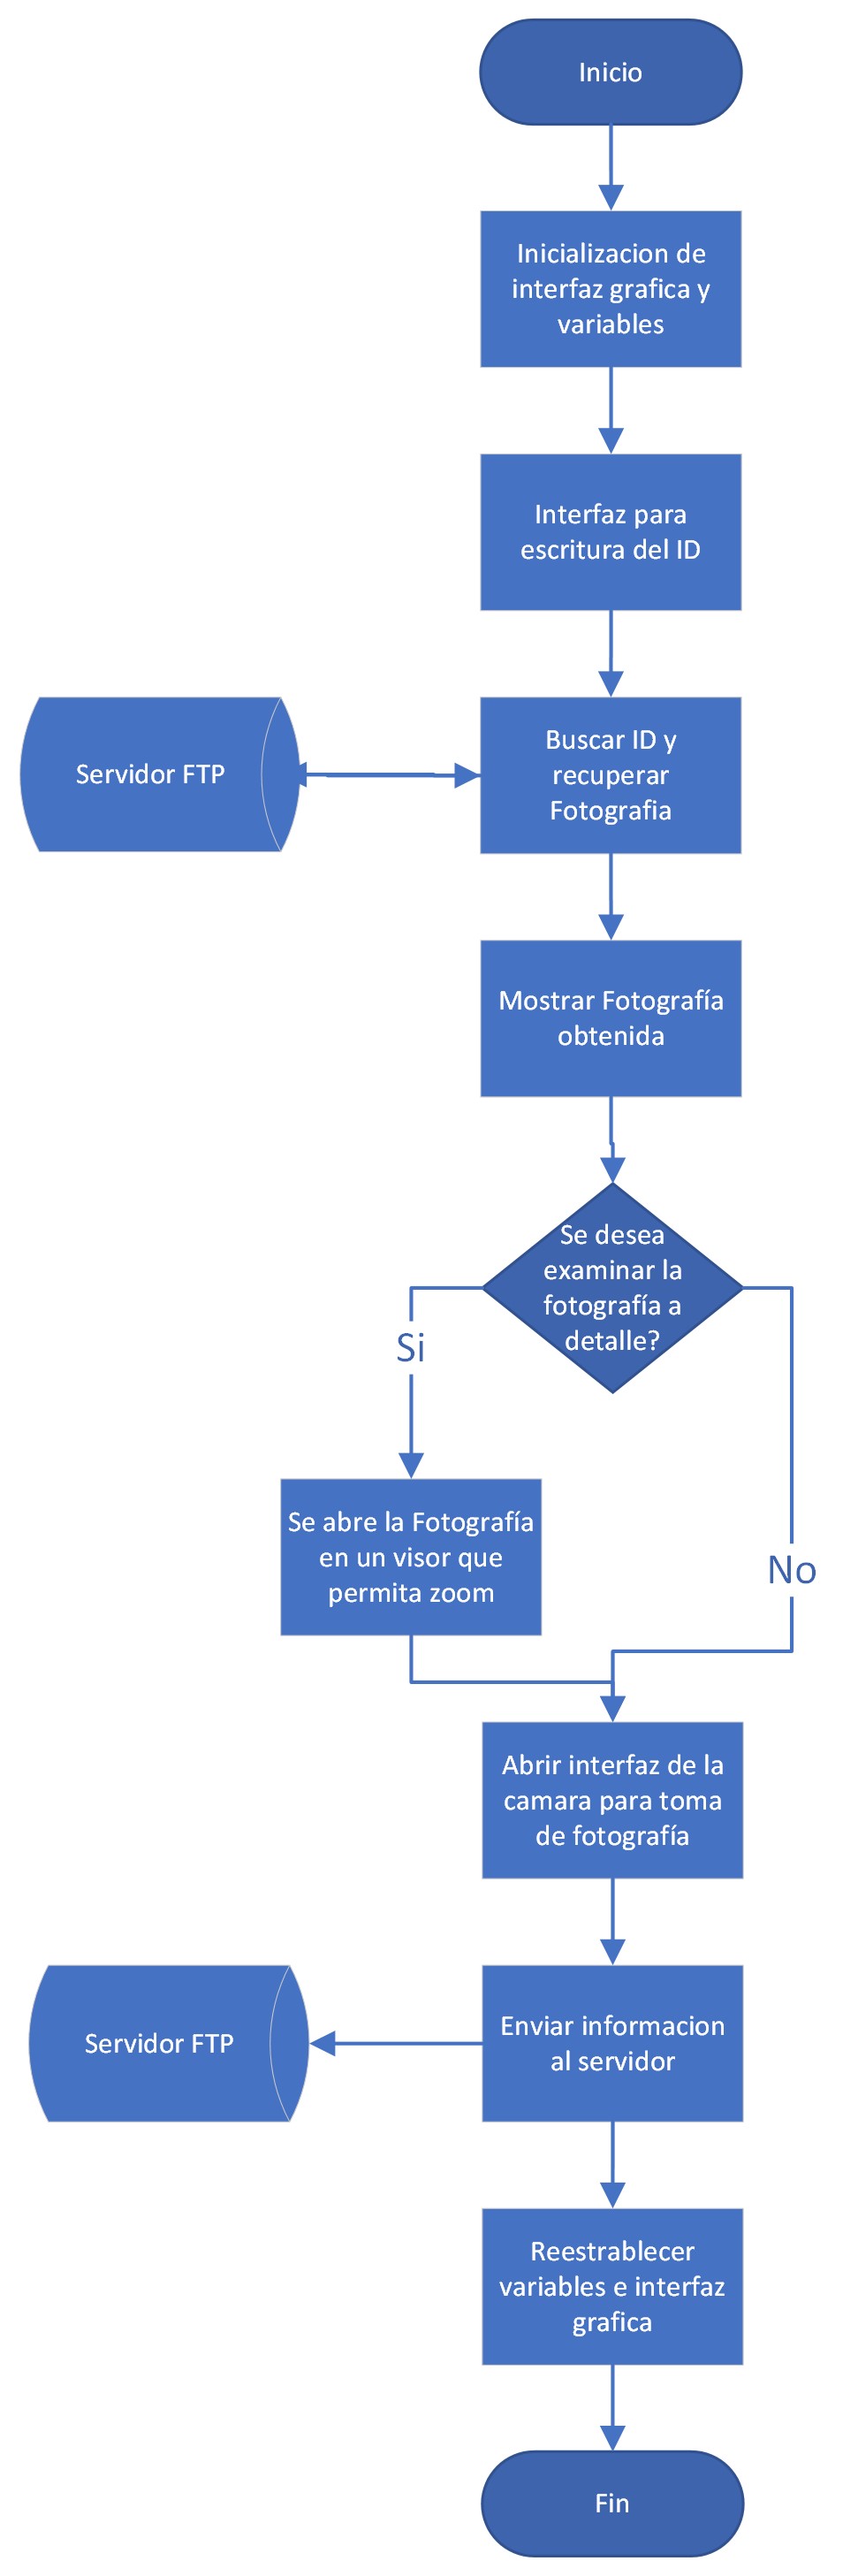 Inicio
Inicializacion de
interfaz grafica y
variables
Interfaz para
escritura del ID
Servidor FTP
Buscar ID y
recuperar
Fotografia
Mostrar Fotografía
obtenida
Se desea
examinar la
fotografía a
detalle?
Si
Se abre la Fotografía
en un visor que
permita zoom
No
Abrir interfaz de la
camara para toma
de fotografía
Servidor FTP
Enviar informacion
al servidor
Reestrablecer
variables e interfaz
grafica
Fin